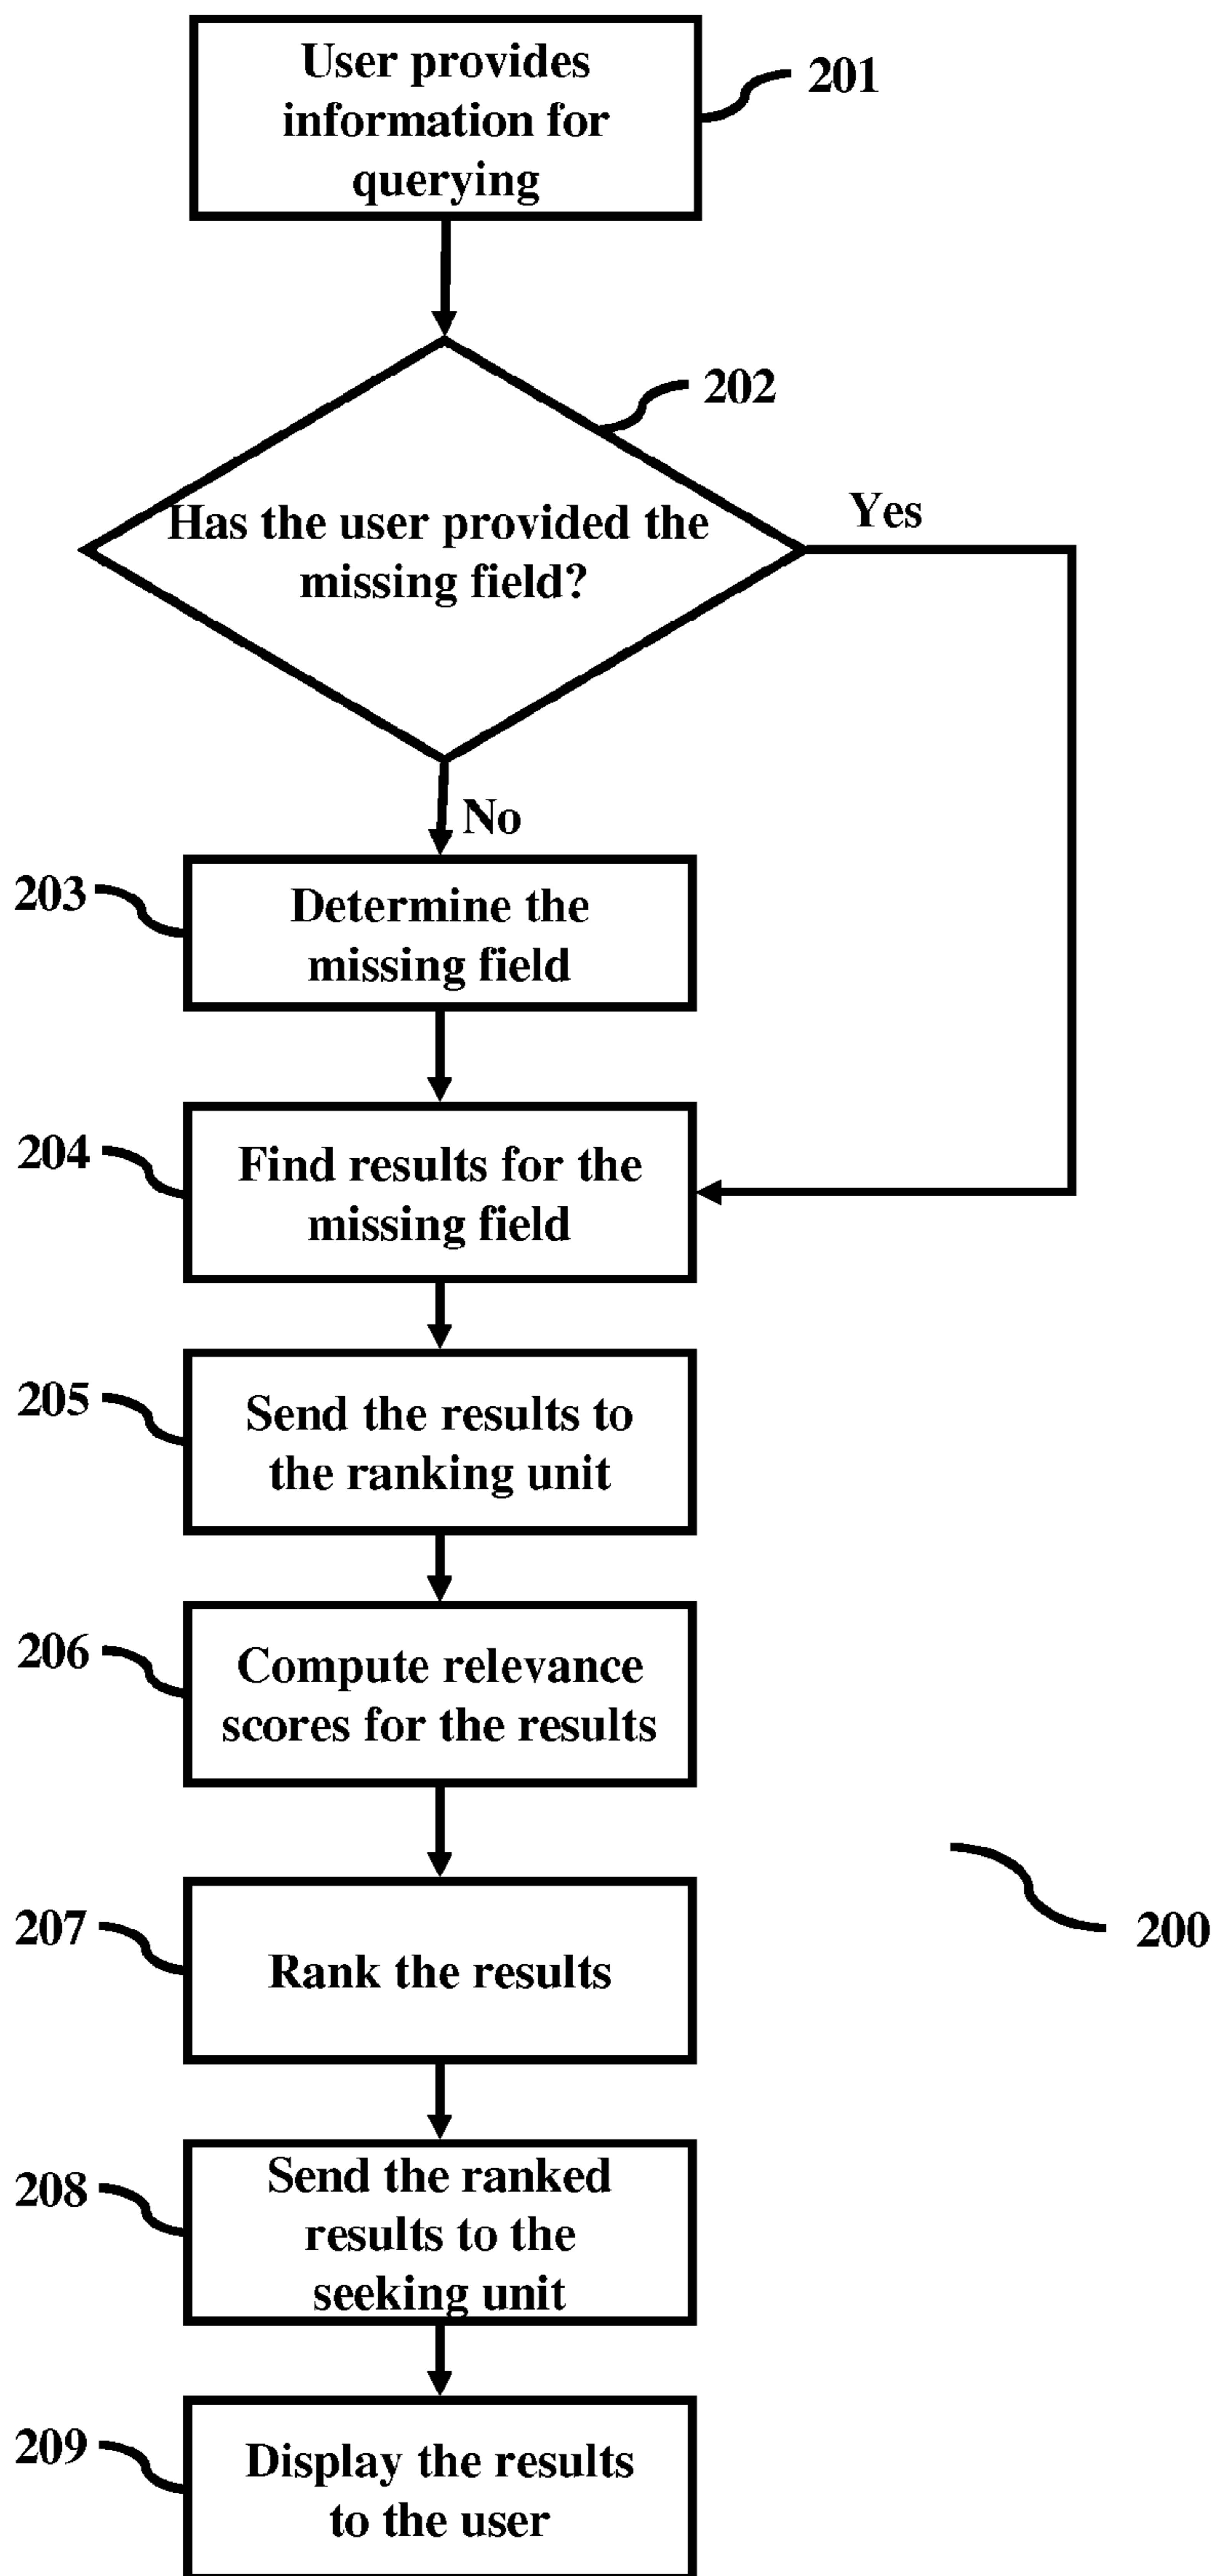 User provides
information for
querying
201
202
Has the user provided the
missing field?
Yes
No
203
Determine the
missing field
204
Find results for the
missing field
205
Send the results to
the ranking unit
206
Compute relevance
scores for the results
207
Rank the results
200
208
Send the ranked
results to the
seeking unit
209
Display the results
to the user